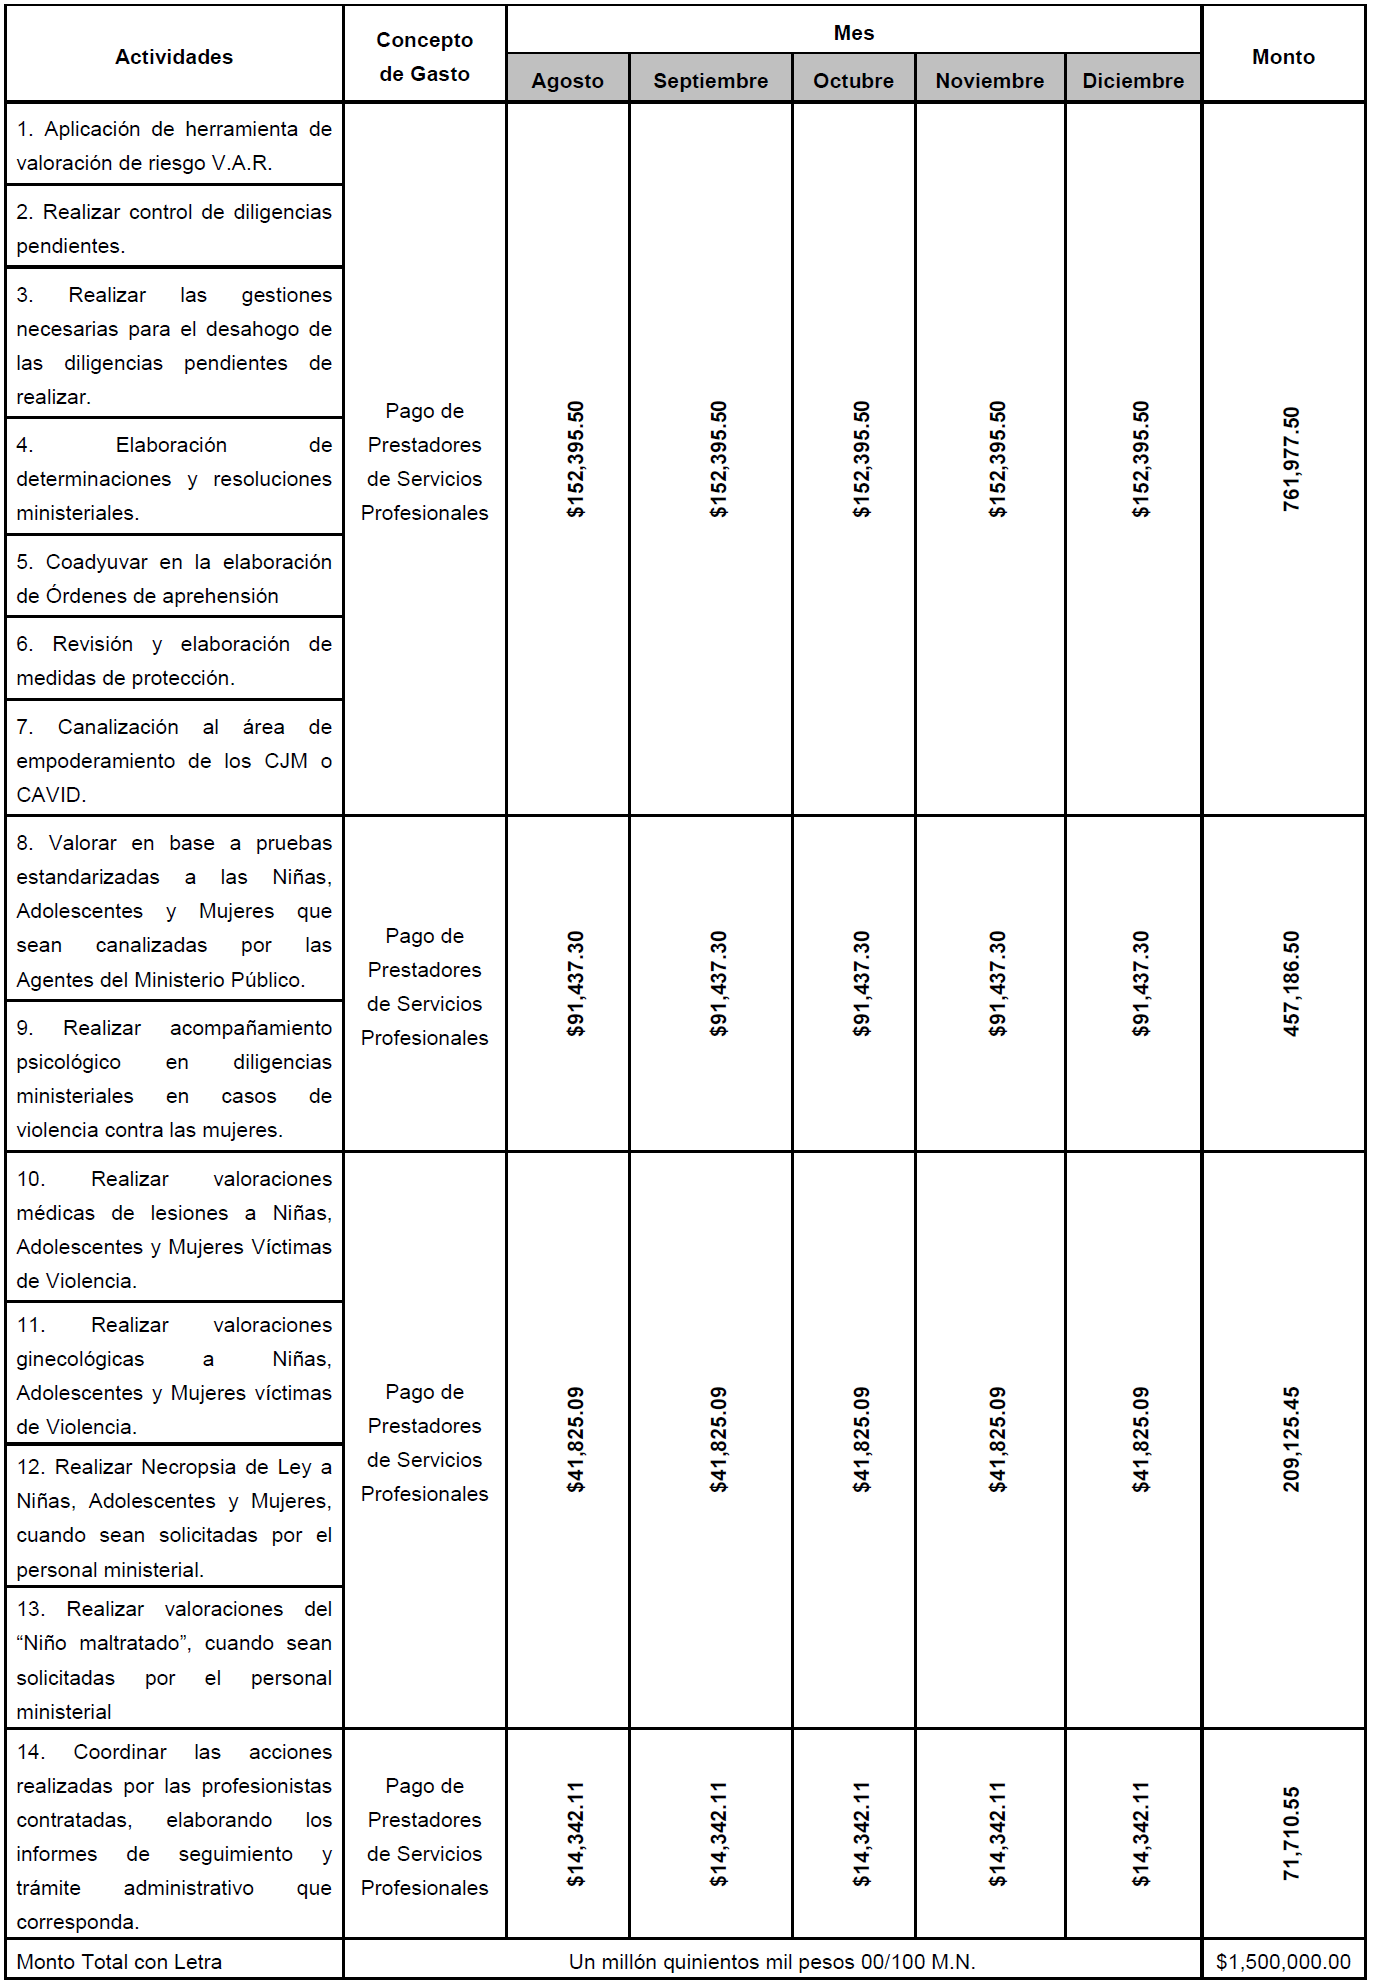 Actividades
Concepto
de Gasto
Mes
Monto
Agosto
Septiembre
Octubre
Noviembre
Diciembre
1. Aplicación de herramienta de
valoración de riesgo V.A.R.
2. Realizar control de diligencias
pendientes.
3. Realizar las gestiones
necesarias para el desahogo de
las diligencias pendientes de
realizar.
4. Elaboración de
determinaciones y resoluciones
ministeriales.
5. Coadyuvar en la elaboración
de Órdenes de aprehensión
6. Revisión y elaboración de
medidas de protección.
7. Canalización al área de
empoderamiento de los CJM o
CAVID.
Pago de
Prestadores
de Servicios
Profesionales
$152,395.50
$152,395.50
$152,395.50
$152,395.50
$152,395.50
761,977.50
8. Valorar en base a pruebas
estandarizadas a las Niñas,
Adolescentes y Mujeres que
sean canalizadas por las
Agentes del Ministerio Público.
9. Realizar acompañamiento
psicológico en diligencias
ministeriales en casos de
violencia contra las mujeres.
Pago de
Prestadores
de Servicios
Profesionales
$91,437.30
$91,437.30
$91,437.30
$91,437.30
$91,437.30
457,186.50
10. Realizar valoraciones
médicas de lesiones a Niñas,
Adolescentes y Mujeres Víctimas
de Violencia.
11. Realizar valoraciones
ginecológicas a Niñas,
Adolescentes y Mujeres víctimas
de Violencia.
12. Realizar Necropsia de Ley a
Niñas, Adolescentes y Mujeres,
cuando sean solicitadas por el
personal ministerial.
13. Realizar valoraciones del
“Niño maltratado”, cuando sean
solicitadas por el personal
ministerial
Pago de
Prestadores
de Servicios
Profesionales
$41,825.09
$41,825.09
$41,825.09
$41,825.09
$41,825.09
209,125.45
14. Coordinar las acciones
realizadas por las profesionistas
contratadas, elaborando los
informes de seguimiento y
trámite administrativo que
corresponda.
Pago de
Prestadores
de Servicios
Profesionales
$14,342.11
$14,342.11
$14,342.11
$14,342.11
$14,342.11
71,710.55
Monto Total con Letra
Un millón quinientos mil pesos 00/100 M.N.
$1,500,000.00